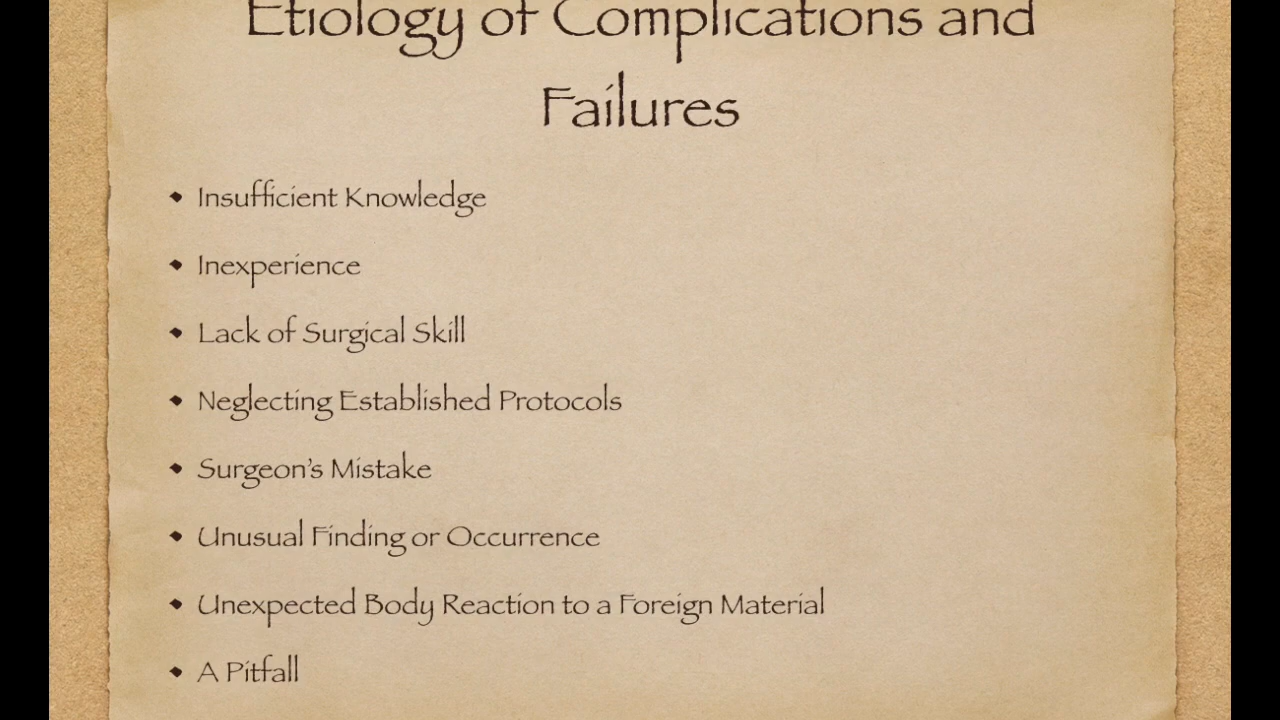 Etiology of Complications and
Failures
• Insufficient Knowledge
• Inexperience
• Lack of Surgical Skill
• Neglecting Established Protocols
• Surgeon's Mistake
• Unusual Finding or Occurrence
• Unexpected Body Reaction to a Foreign Material
• A Pitfall